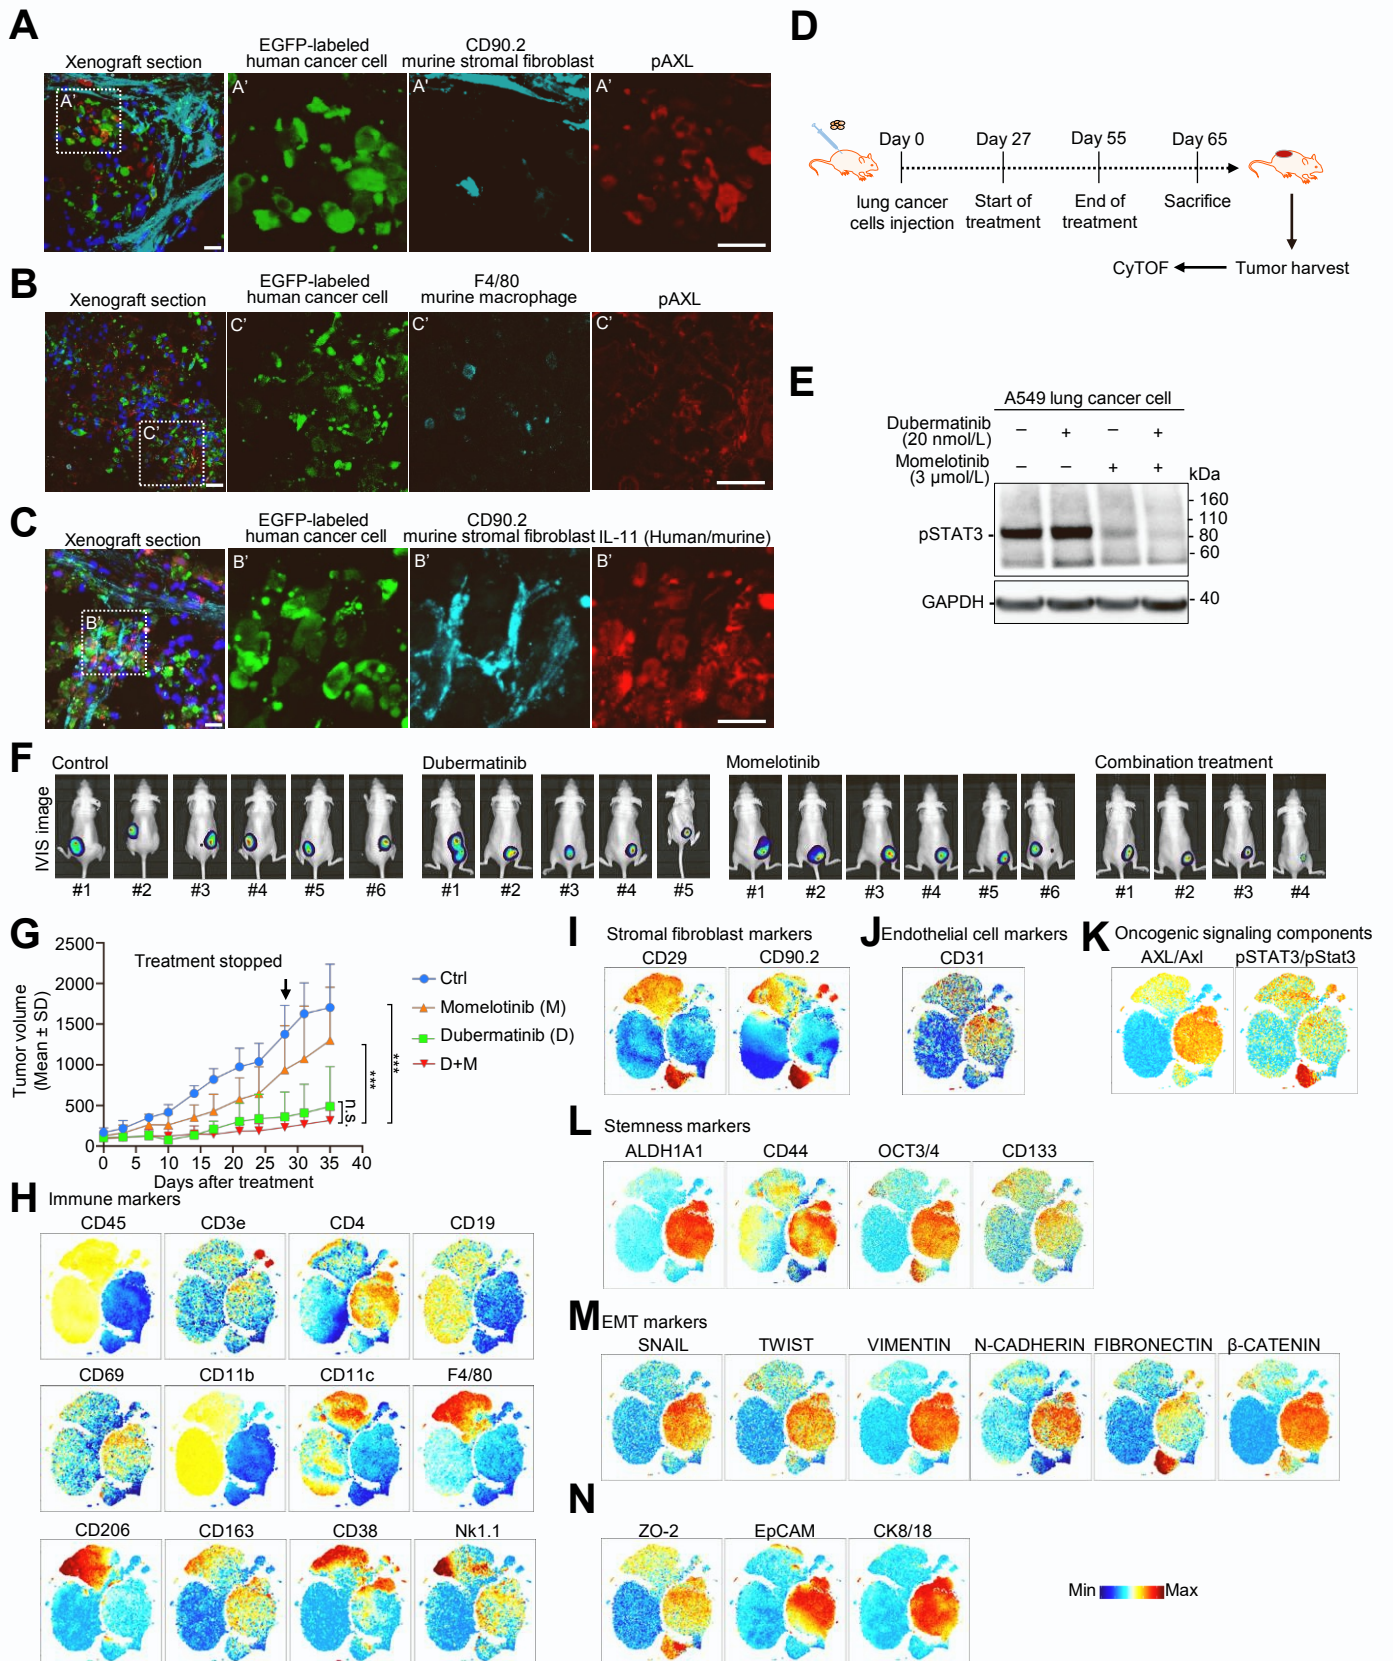 A
Xenograft section
EGFP-labeled
human cancer cell
CD90.2
murine stromal fibroblast
pAXL
A'
A'
A'
A'
B
Xenograft section
EGFP-labeled
human cancer cell
F4/80
murine macrophage
pAXL
C'
C'
C'
C'
C
Xenograft section
EGFP-labeled
human cancer cell
CD90.2
murine stromal fibroblast
IL-11 (Human/murine)
B'
B'
B'
B'
D
Day 0
Day 27
Day 55
Day 65
lung cancer
cells injection
Start of
treatment
End of
treatment
Sacrifice
CyTOF
Tumor harvest
E
A549 lung cancer cell
Dubermatinib
(20 nmol/L)
– + – +
Momelotinib
(3 µmol/L)
– – + +
kDa
pSTAT3
160
110
80
60
GAPDH
40
F
IVIS image
Control
#1 #2 #3 #4 #5 #6
Dubermatinib
#1 #2 #3 #4 #5
Momelotinib
#1 #2 #3 #4 #5 #6
Combination treatment
#1 #2 #3 #4
G
Tumor volume
(Mean ± SD)
2500
2000
1500
1000
500
0
Treatment stopped
0 5 10 15 20 25 30 35 40
Days after treatment
Ctrl
Momelotinib (M)
Dubermatinib (D)
D+M
n.s.
***
***
H
Immune markers
CD45 CD3e CD4 CD19
CD69 CD11b CD11c F4/80
CD206 CD163 CD38 Nk1.1
I
Stromal fibroblast markers
CD29 CD90.2
J
Endothelial cell markers
CD31
K
Oncogenic signaling components
AXL/Axl pSTAT3/pStat3
L
Stemness markers
ALDH1A1 CD44 OCT3/4 CD133
M
EMT markers
SNAIL TWIST VIMENTIN N-CADHERIN FIBRONECTIN β-CATENIN
N
ZO-2 EpCAM CK8/18
Min Max